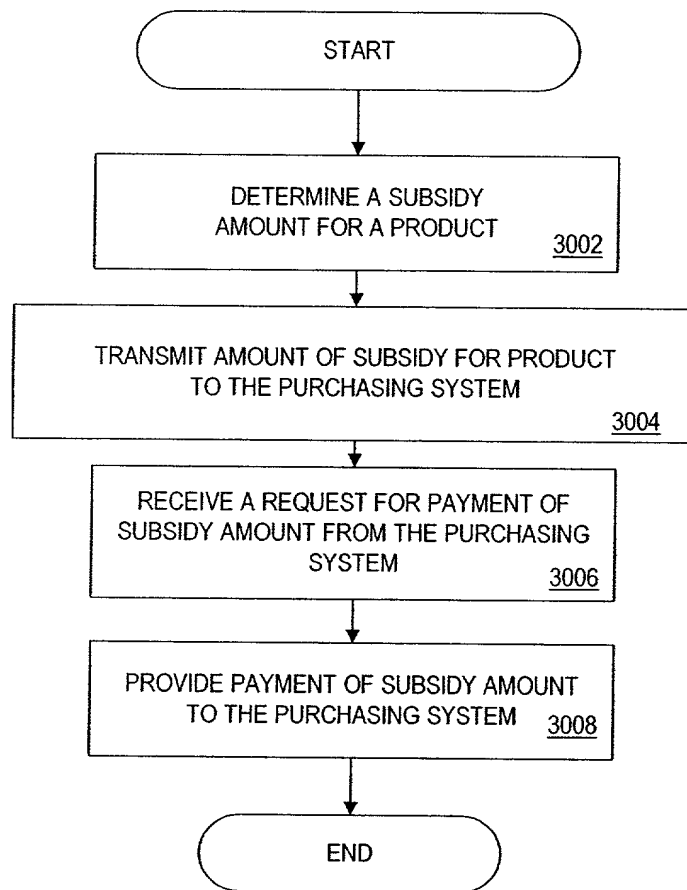 START
DETERMINE A SUBSIDY
AMOUNT FOR A PRODUCT
3002
TRANSMIT AMOUNT OF SUBSIDY FOR PRODUCT
TO THE PURCHASING SYSTEM
3004
RECEIVE A REQUEST FOR PAYMENT OF
SUBSIDY AMOUNT FROM THE PURCHASING
SYSTEM
3006
PROVIDE PAYMENT OF SUBSIDY AMOUNT
TO THE PURCHASING SYSTEM
3008
END